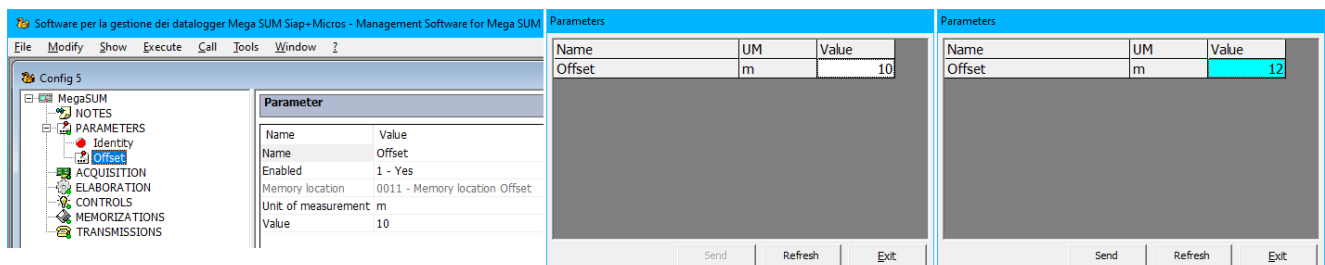 Software per la gestione dei datalogger Mega SUM Siap+Micros - Management Software for Mega SUM
File Modify Show Execute Call Tools Window ?
Config 5
MegaSUM
NOTES
PARAMETERS
Identity
Offset
ACQUISITION
ELABORATION
CONTROLS
MEMORIZATIONS
TRANSMISSIONS
Parameter
Name Value
Name Offset
Enabled 1 - Yes
Memory location 0011 - Memory location Offset
Unit of measurement m
Value 10
Parameters
Name UM Value
Offset m 10
Send Refresh Exit
Parameters
Name UM Value
Offset m 12
Send Refresh Exit